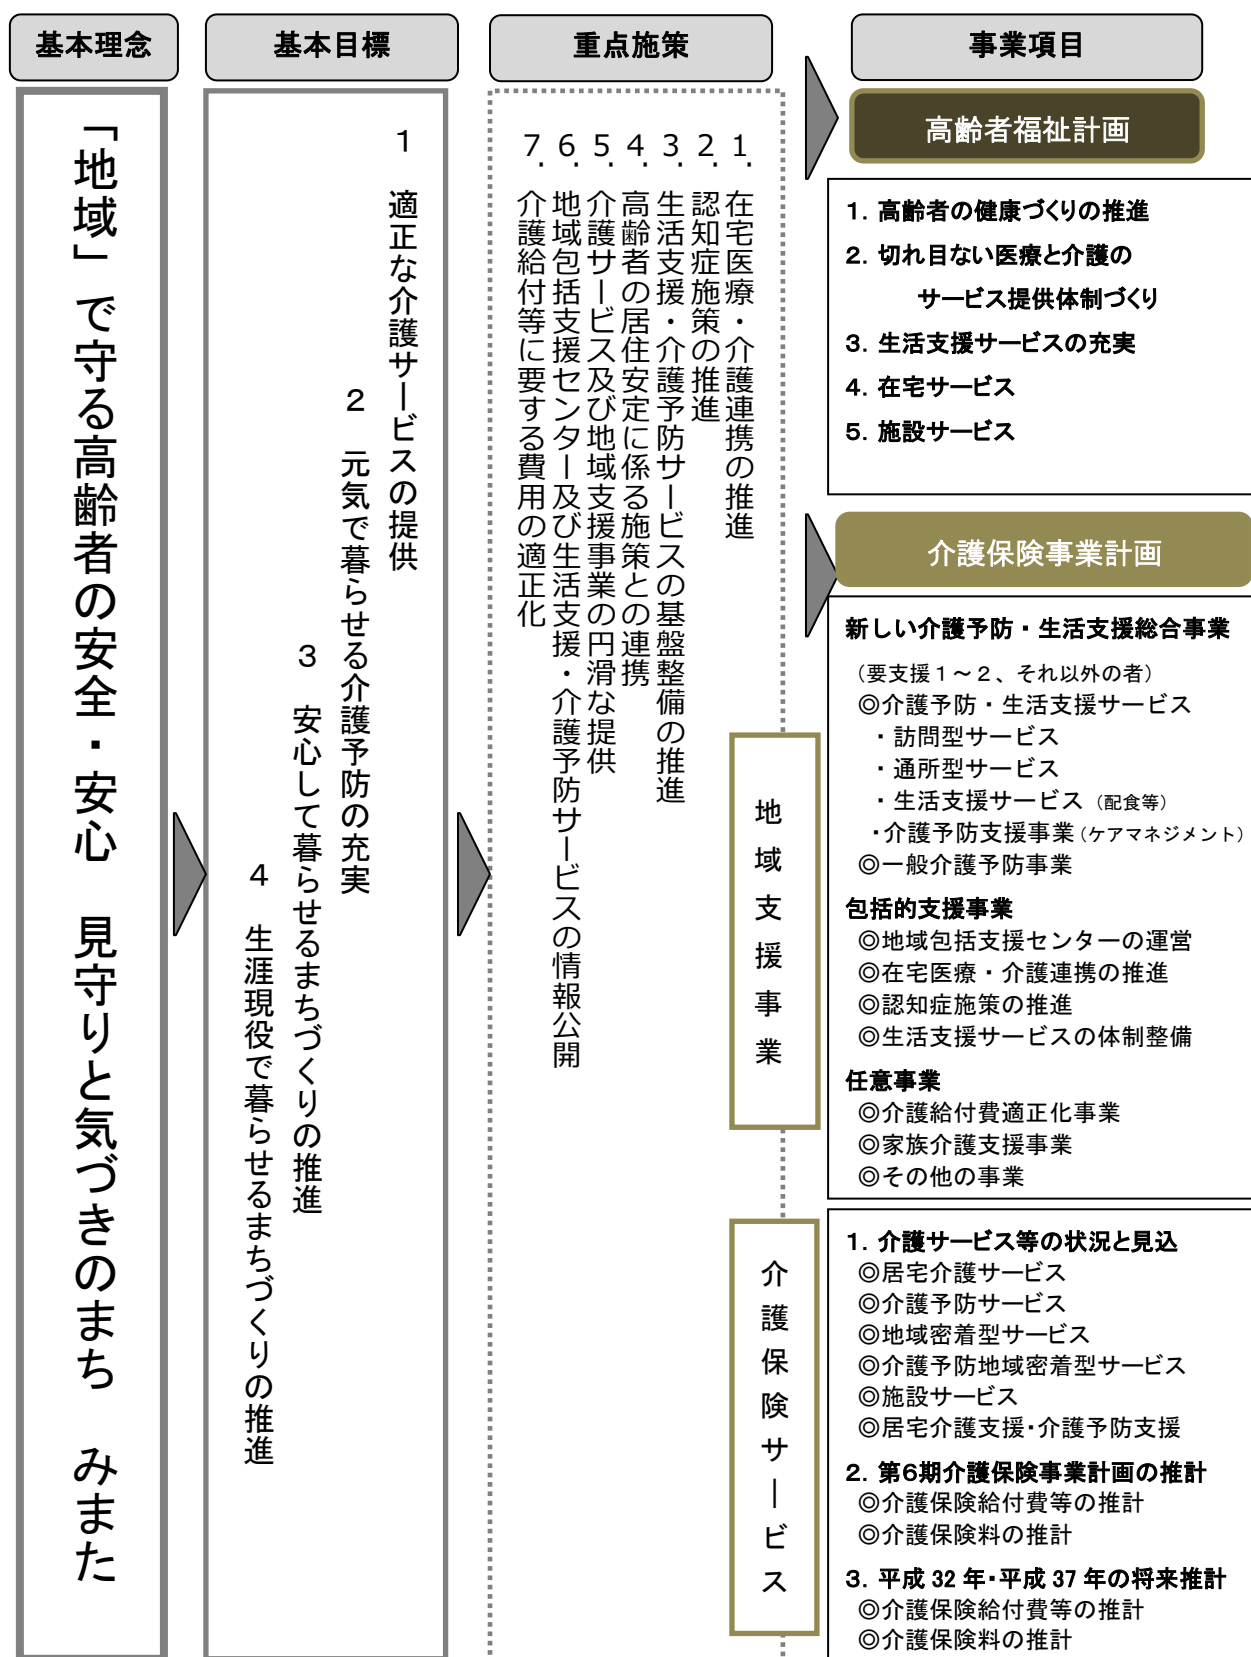 基本理念
「地域」で守る高齢者の安全・安心　見守りと気づきのまち　みまた
基本目標
１　適正な介護サービスの提供
２　元気で暮らせる介護予防の充実
３　安心して暮らせるまちづくりの推進
４　生涯現役で暮らせるまちづくりの推進
重点施策
1．在宅医療・介護連携の推進
2．認知症施策の推進
3．生活支援・介護予防サービスの基盤整備の推進
4．高齢者の居住安定に係る施策との連携
5．介護サービス及び地域支援事業の円滑な提供
6．地域包括支援センター及び生活支援・介護予防サービスの情報公開
7．介護給付等に要する費用の適正化
事業項目
高齢者福祉計画
１．高齢者の健康づくりの推進
２．切れ目ない医療と介護の
サービス提供体制づくり
３．生活支援サービスの充実
４．在宅サービス
５．施設サービス
介護保険事業計画
地域支援事業
新しい介護予防・生活支援総合事業
（要支援１～２、それ以外の者）
◎介護予防・生活支援サービス
・訪問型サービス
・通所型サービス
・生活支援サービス（配食等）
・介護予防支援事業（ケアマネジメント）
◎一般介護予防事業
包括的支援事業
◎地域包括支援センターの運営
◎在宅医療・介護連携の推進
◎認知症施策の推進
◎生活支援サービスの体制整備
任意事業
◎介護給付費適正化事業
◎家族介護支援事業
◎その他の事業
介護保険サービス
１．介護サービス等の状況と見込
◎居宅介護サービス
◎介護予防サービス
◎地域密着型サービス
◎介護予防地域密着型サービス
◎施設サービス
◎居宅介護支援・介護予防支援
２．第６期介護保険事業計画の推計
◎介護保険給付費等の推計
◎介護保険料の推計
３．平成 32 年・平成 37 年の将来推計
◎介護保険給付費等の推計
◎介護保険料の推計